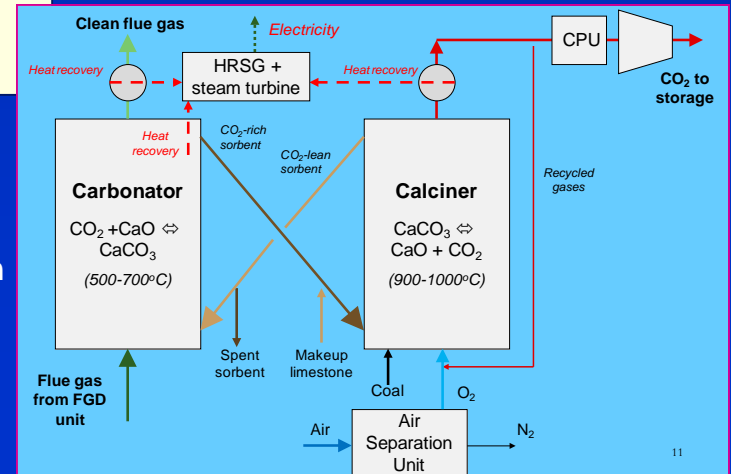 Clean flue gas
Electricity
CPU
Heat recovery
HRSG +
steam turbine
Heat recovery
CO₂ to
storage
Heat
recovery
CO₂-rich
sorbent
CO₂-lean
sorbent
Recycled
gases
Carbonator
CO₂ +CaO ⇔
CaCO₃
(500-700ºC)
Calciner
CaCO₃ ⇔
CaO + CO₂
(900-1000ºC)
n
Spent
sorbent
Makeup
limestone
Flue gas
from FGD
unit
Coal
O₂
Air
Air
Separation
Unit
N₂
11